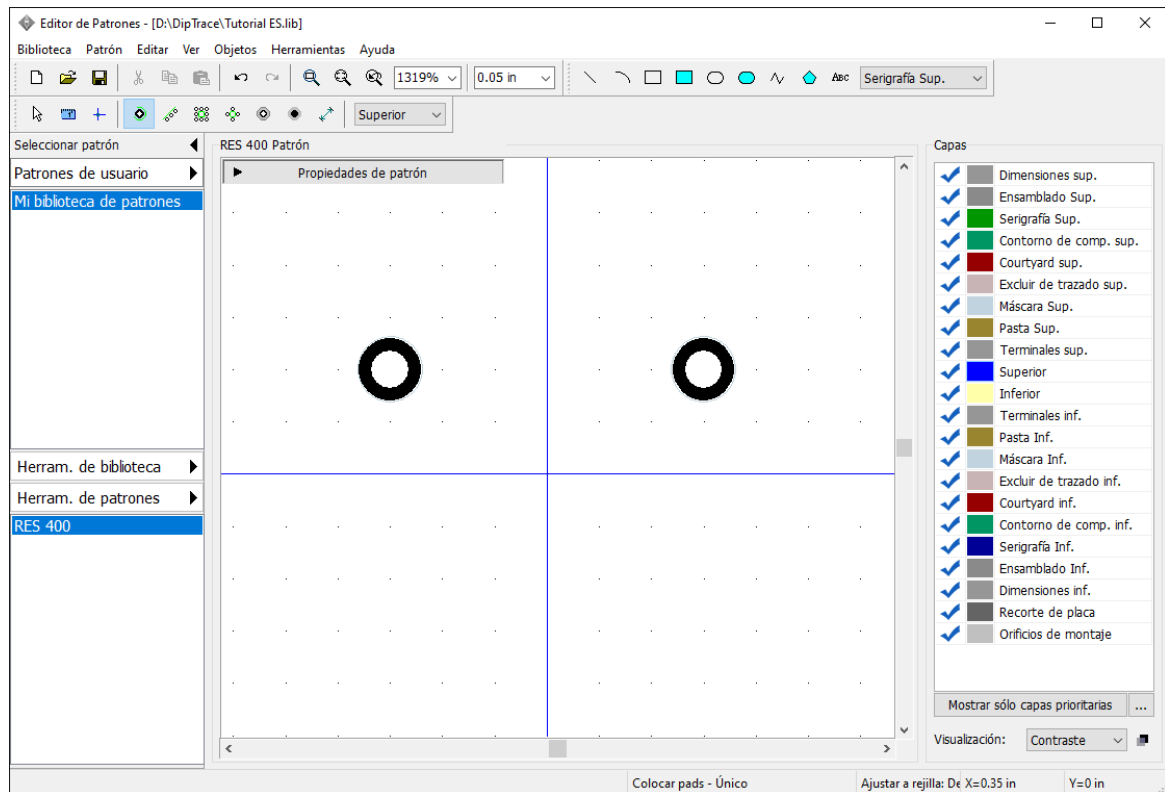 Editor de Patrones - [D:\DipTrace\Tutorial ES.lib]
Biblioteca Patrón Editar Ver Objetos Herramientas Ayuda
1319% 0.05 in ABC Serigrafía Sup.
Superior
Seleccionar patrón
Patrones de usuario
Mi biblioteca de patrones
Herram. de biblioteca
Herram. de patrones
RES 400
RES 400 Patrón
Propiedades de patrón
Capas
Dimensiones sup.
Ensamblado Sup.
Serigrafía Sup.
Contorno de comp. sup.
Courtyard sup.
Excluir de trazado sup.
Máscara Sup.
Pasta Sup.
Terminales sup.
Superior
Inferior
Terminales inf.
Pasta Inf.
Máscara Inf.
Excluir de trazado inf.
Courtyard inf.
Contorno de comp. inf.
Serigrafía Inf.
Ensamblado Inf.
Dimensiones inf.
Recorte de placa
Orificios de montaje
Mostrar sólo capas prioritarias ...
Visualización: Contraste
Colocar pads - Único Ajustar a rejilla: De X=0.35 in Y=0 in